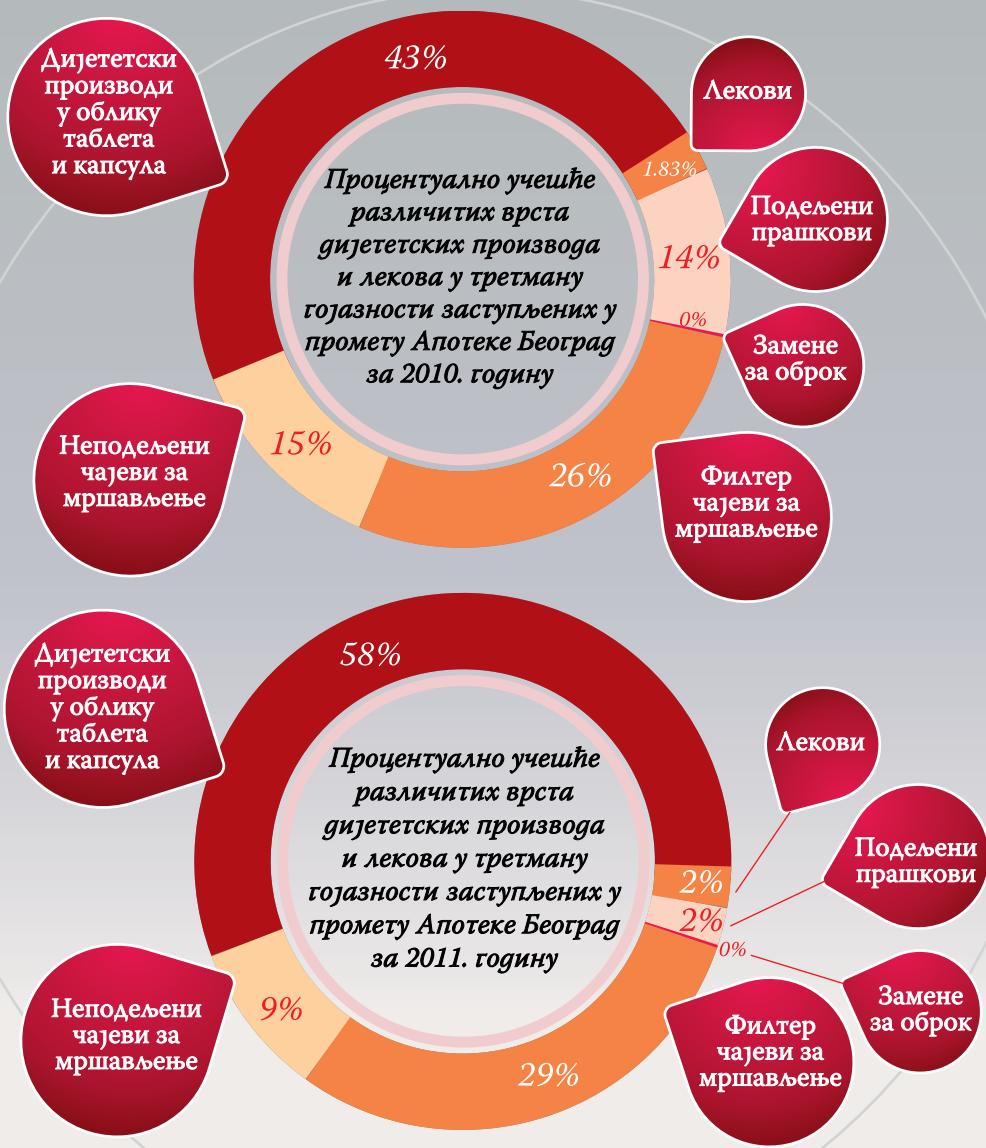 Дијететски
производи
у облику
таблета
и капсула
43%
Лекови
1.83%
Подељени
прашкови
14%
0%
Замене
за оброк
Процентуално учешће
различитих врста
дијететских производа
и лекова у третману
гојазности заступљених у
промету Апотеке Београд
за 2010. годину
Неподељени
чајеви за
мршављење
15%
26%
Филтер
чајеви за
мршављење
Дијететски
производи
у облику
таблета
и капсула
58%
Лекови
2%
Подељени
прашкови
2%
0%
Замене
за оброк
Процентуално учешће
различитих врста
дијететских производа
и лекова у третману
гојазности заступљених у
промету Апотеке Београд
за 2011. годину
Неподељени
чајеви за
мршављење
9%
29%
Филтер
чајеви за
мршављење